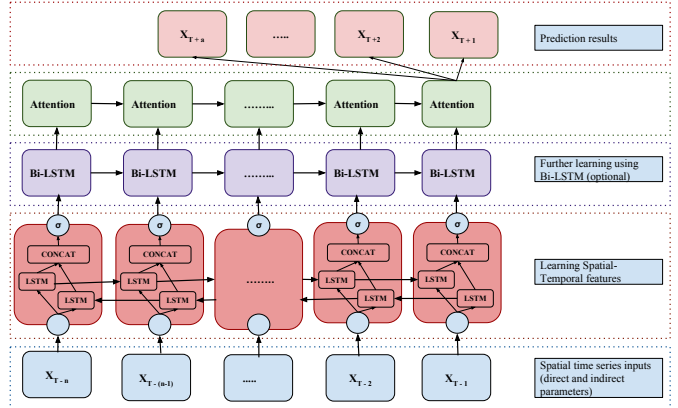 X T + n
.....
X T +2
X T + 1
Prediction results
Attention
Attention
.........
Attention
Attention
Bi-LSTM
Bi-LSTM
.........
Bi-LSTM
Bi-LSTM
Further learning using
Bi-LSTM (optional)
σ
σ
σ
σ
σ
CONCAT
CONCAT
CONCAT
CONCAT
LSTM
LSTM
LSTM
LSTM
........
LSTM
LSTM
LSTM
LSTM
Learning Spatial-
Temporal features
X T - n
X T - (n-1)
.....
X T - 2
X T - 1
Spatial time series inputs
(direct and indirect
parameters)